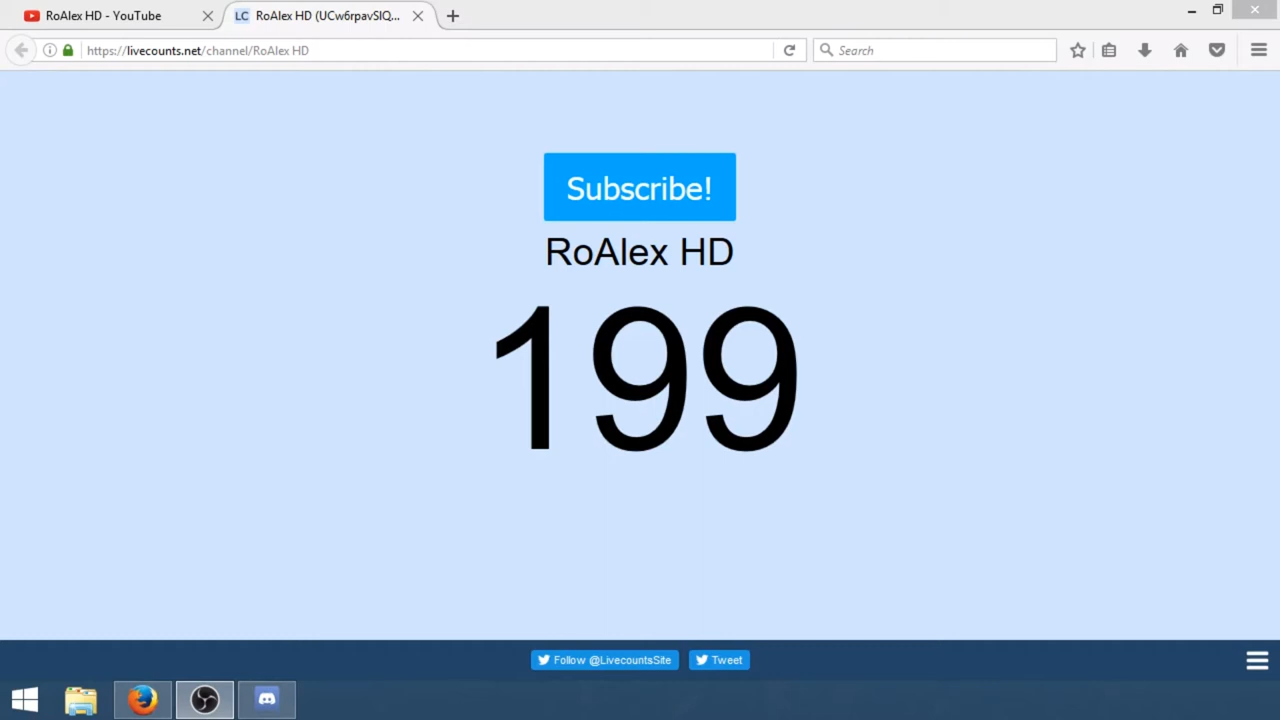 RoAlex HD - YouTube
LC RoAlex HD (UCw6rpavSlQ...
https://livecounts.net/channel/RoAlex HD
Search
Subscribe!
RoAlex HD
199
Follow @LivecountsSite
Tweet